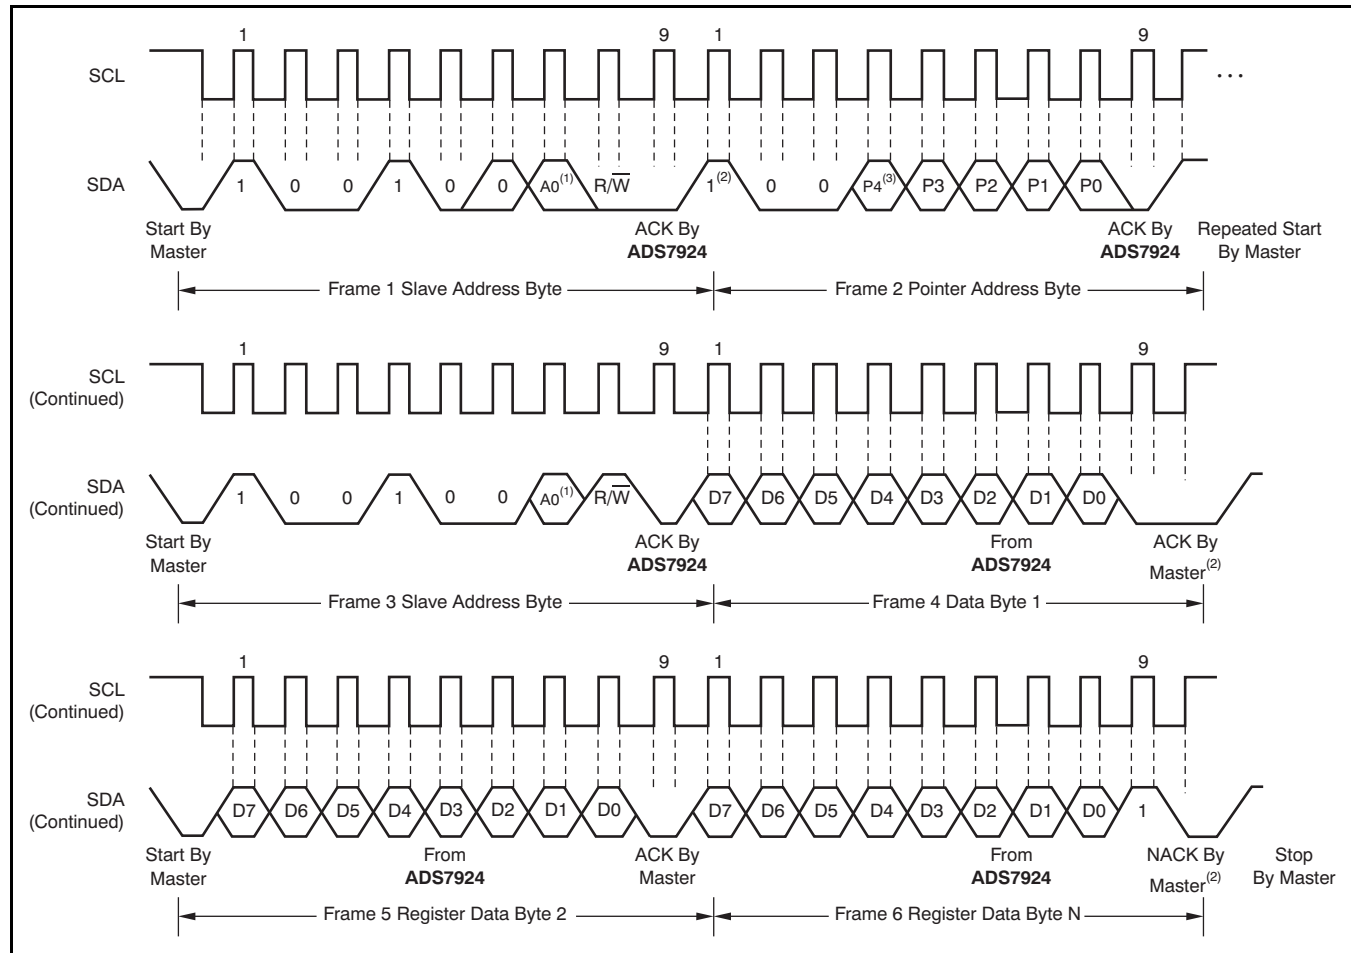 1 9 1 9
SCL ...
SDA 1 0 0 1 0 0 A0(1) R/W 1(2) 0 0 P4(3) P3 P2 P1 P0
Start By ACK By ACK By Repeated Start
Master ADS7924 ADS7924 By Master
Frame 1 Slave Address Byte Frame 2 Pointer Address Byte
1 9 1 9
SCL
(Continued)
SDA 1 0 0 1 0 0 A0(1) R/W D7 D6 D5 D4 D3 D2 D1 D0
(Continued)
Start By ACK By From ACK By
Master ADS7924 ADS7924 Master(2)
Frame 3 Slave Address Byte Frame 4 Data Byte 1
1 9 1 9
SCL
(Continued)
SDA D7 D6 D5 D4 D3 D2 D1 D0 D7 D6 D5 D4 D3 D2 D1 D0 1
(Continued)
Start By From ACK By From NACK By Stop
Master ADS7924 Master ADS7924 Master(2) By Master
Frame 5 Register Data Byte 2 Frame 6 Register Data Byte N